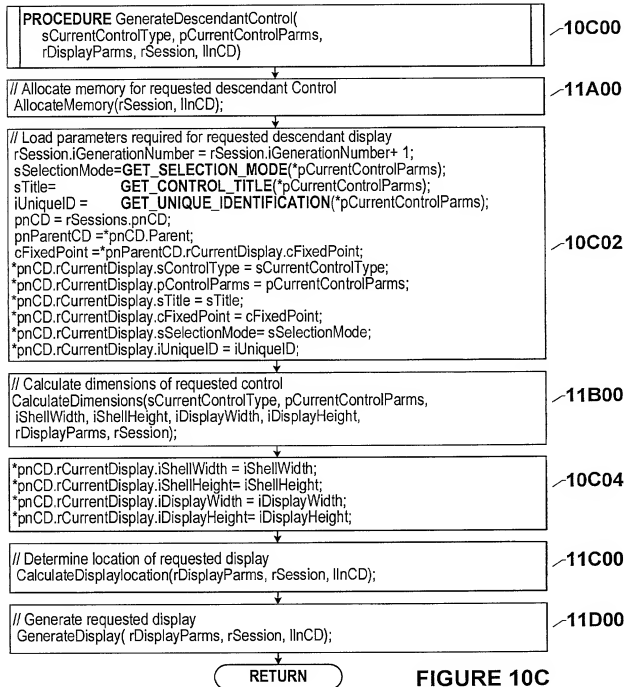 PROCEDURE GenerateDescendantControl(
sCurrentControlType, pCurrentControlParms,
rDisplayParms, rSession, llnCD)
10C00
// Allocate memory for requested descendant Control
AllocateMemory(rSession, llnCD);
11A00
// Load parameters required for requested descendant display
rSession.iGenerationNumber = rSession.iGenerationNumber+ 1;
sSelectionMode=GET_SELECTION_MODE(*pCurrentControlParms);
sTitle= GET_CONTROL_TITLE(*pCurrentControlParms);
iUniqueID = GET_UNIQUE_IDENTIFICATION(*pCurrentControlParms);
pnCD = rSessions.pnCD;
pnParentCD =*pnCD.Parent;
cFixedPoint =*pnParentCD.rCurrentDisplay.cFixedPoint;
*pnCD.rCurrentDisplay.sControlType = sCurrentControlType;
*pnCD.rCurrentDisplay.pControlParms = pCurrentControlParms;
*pnCD.rCurrentDisplay.sTitle = sTitle;
*pnCD.rCurrentDisplay.cFixedPoint = cFixedPoint;
*pnCD.rCurrentDisplay.sSelectionMode= sSelectionMode;
*pnCD.rCurrentDisplay.iUniqueID = iUniqueID;
10C02
// Calculate dimensions of requested control
CalculateDimensions(sCurrentControlType, pCurrentControlParms,
iShellWidth, iShellHeight, iDisplayWidth, iDisplayHeight,
rDisplayParms, rSession);
11B00
*pnCD.rCurrentDisplay.iShellWidth = iShellWidth;
*pnCD.rCurrentDisplay.iShellHeight= iShellHeight;
*pnCD.rCurrentDisplay.iDisplayWidth = iDisplayWidth;
*pnCD.rCurrentDisplay.iDisplayHeight= iDisplayHeight;
10C04
// Determine location of requested display
CalculateDisplaylocation(rDisplayParms, rSession, llnCD);
11C00
// Generate requested display
GenerateDisplay( rDisplayParms, rSession, llnCD);
11D00
RETURN
FIGURE 10C